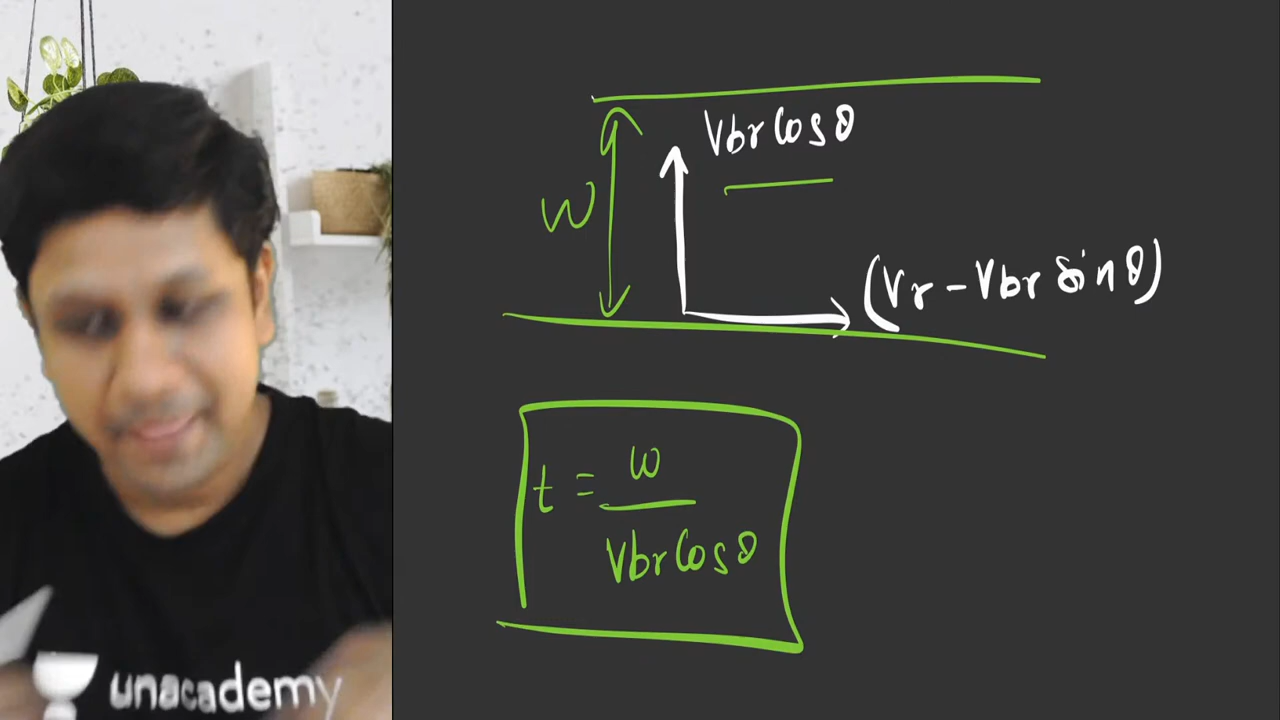 Vbr Cos θ
W
(Vr - Vbr Sin θ)
t = W
Vbr Cos θ
unacademy